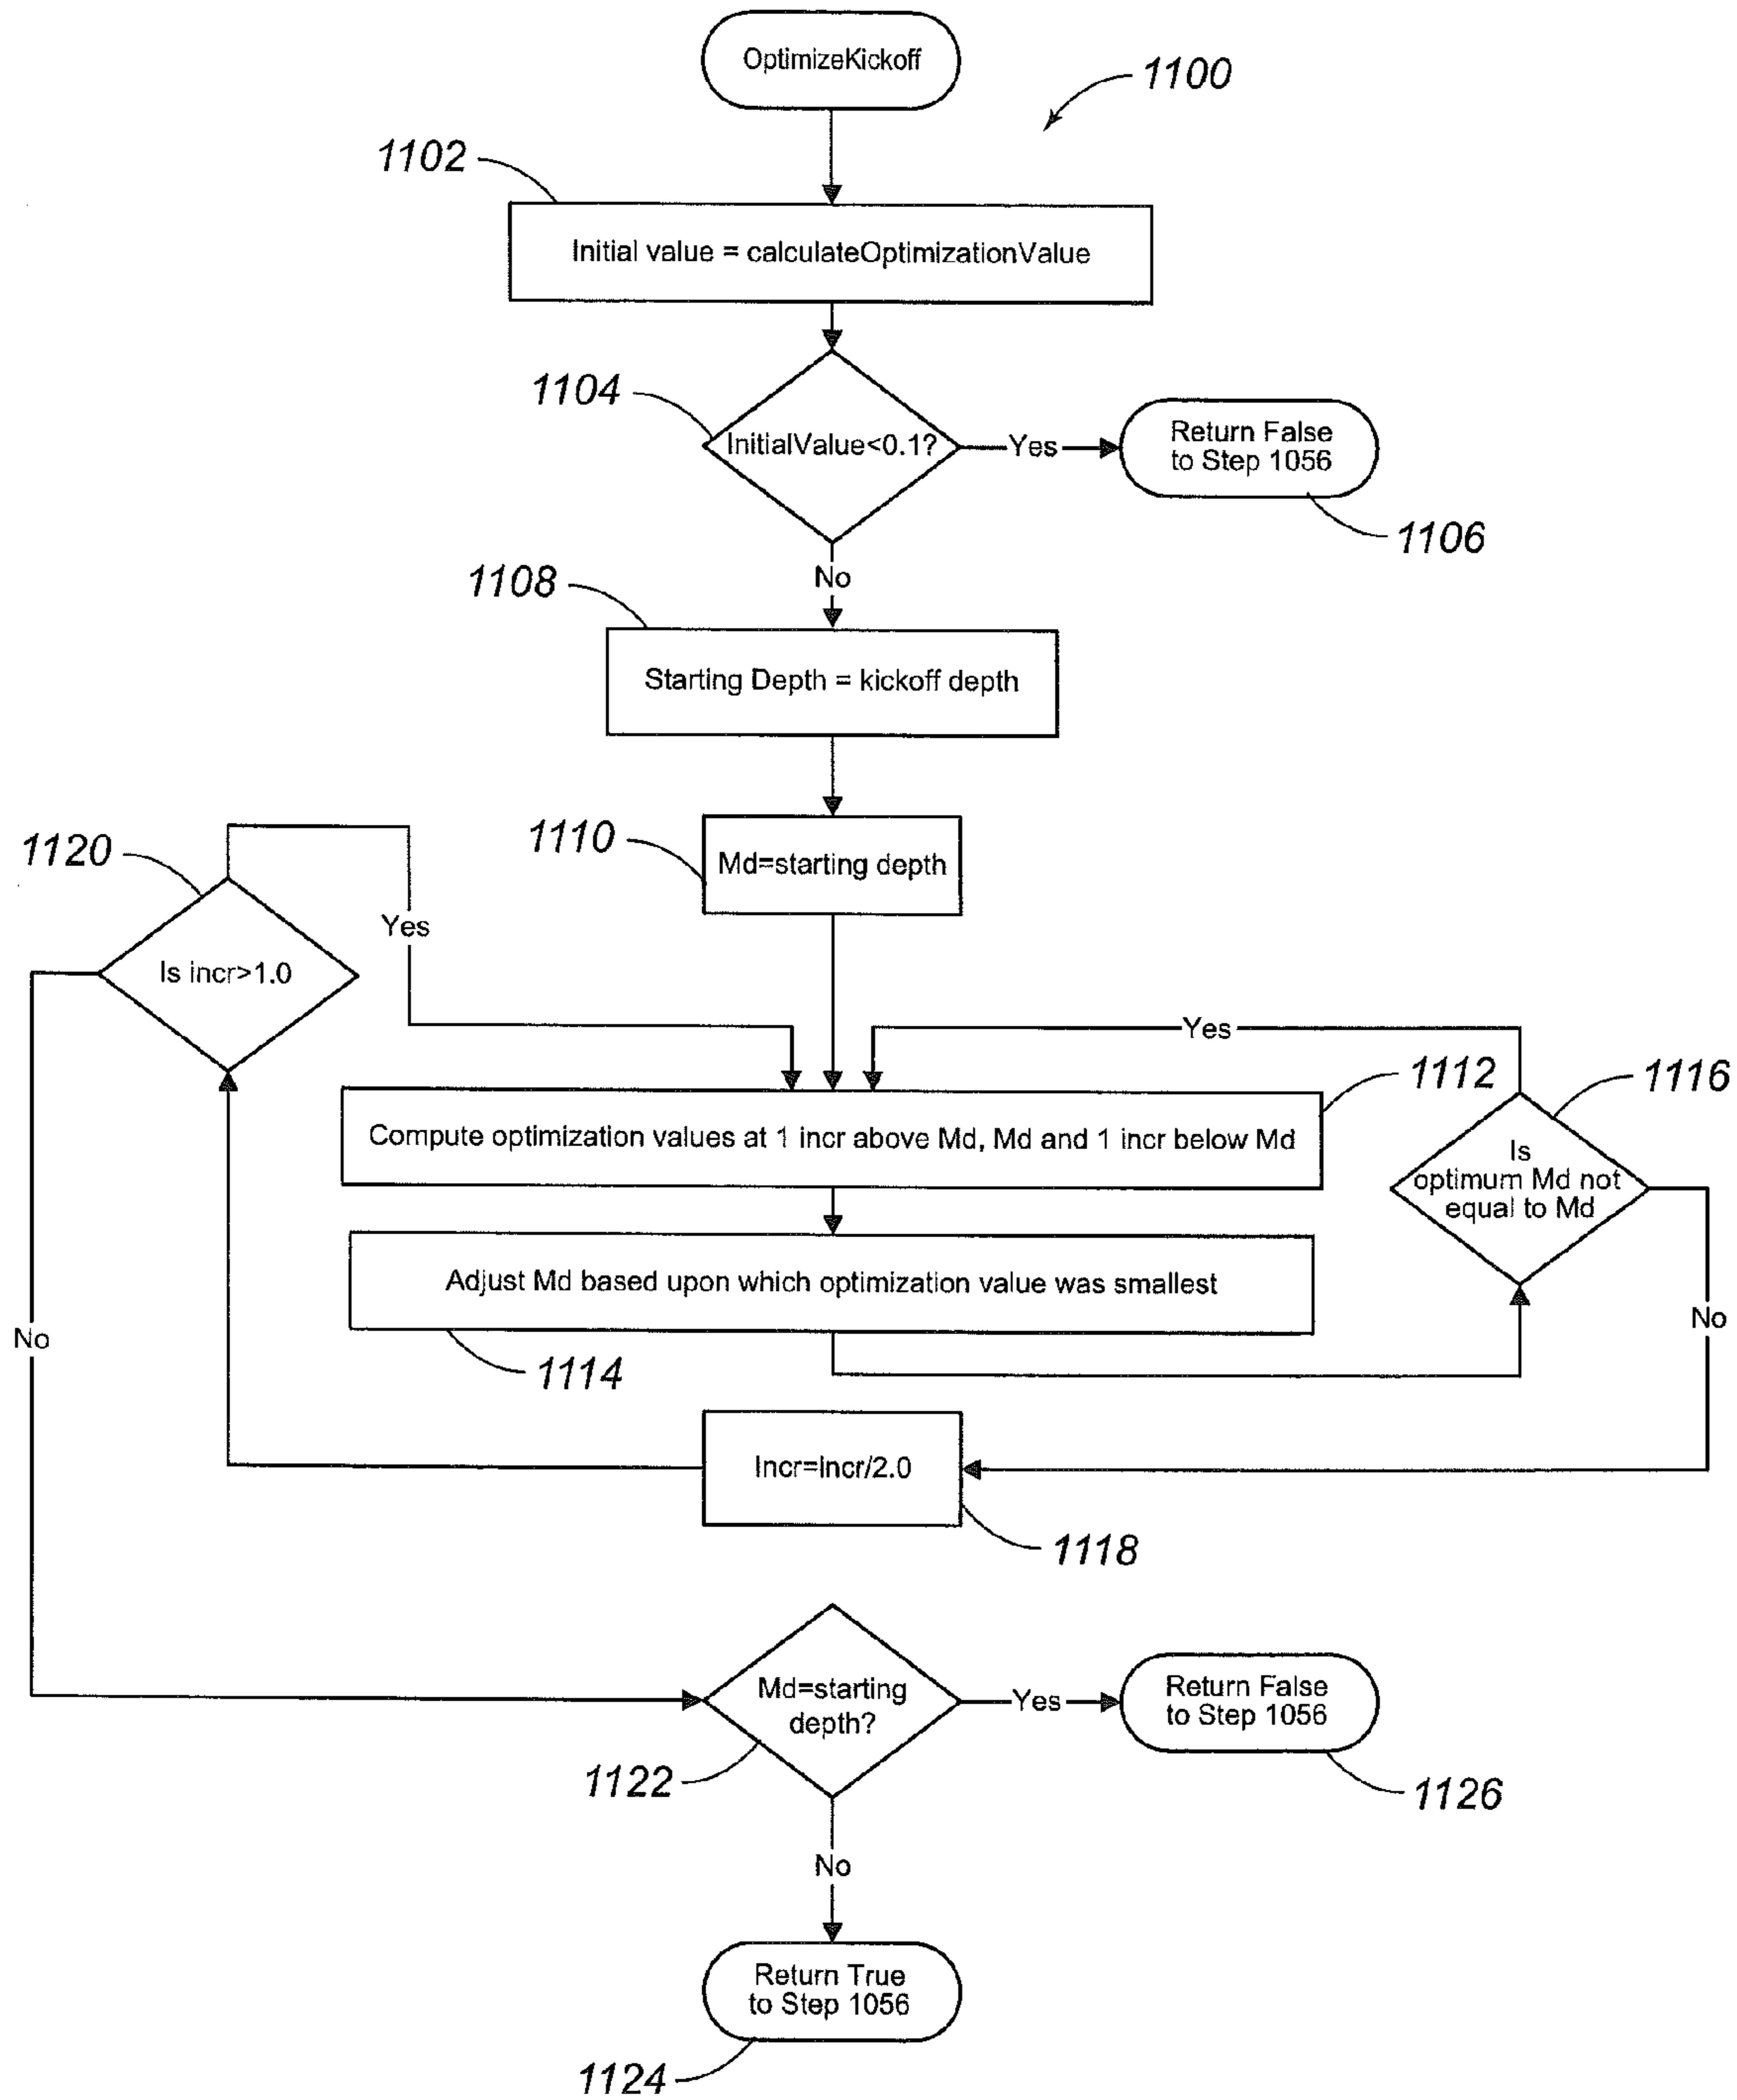 OptimizeKickoff
1100
1102
Initial value = calculateOptimizationValue
1104
InitialValue<0.1?
Yes
Return False
to Step 1056
1106
No
1108
Starting Depth = kickoff depth
1110
Md=starting depth
1120
Is incr>1.0
Yes
Yes
1112
Compute optimization values at 1 incr above Md, Md and 1 incr below Md
1116
Is
optimum Md not
equal to Md
Adjust Md based upon which optimization value was smallest
1114
No
No
Incr=incr/2.0
1118
Md=starting
depth?
Yes
Return False
to Step 1056
1122
1126
No
Return True
to Step 1056
1124